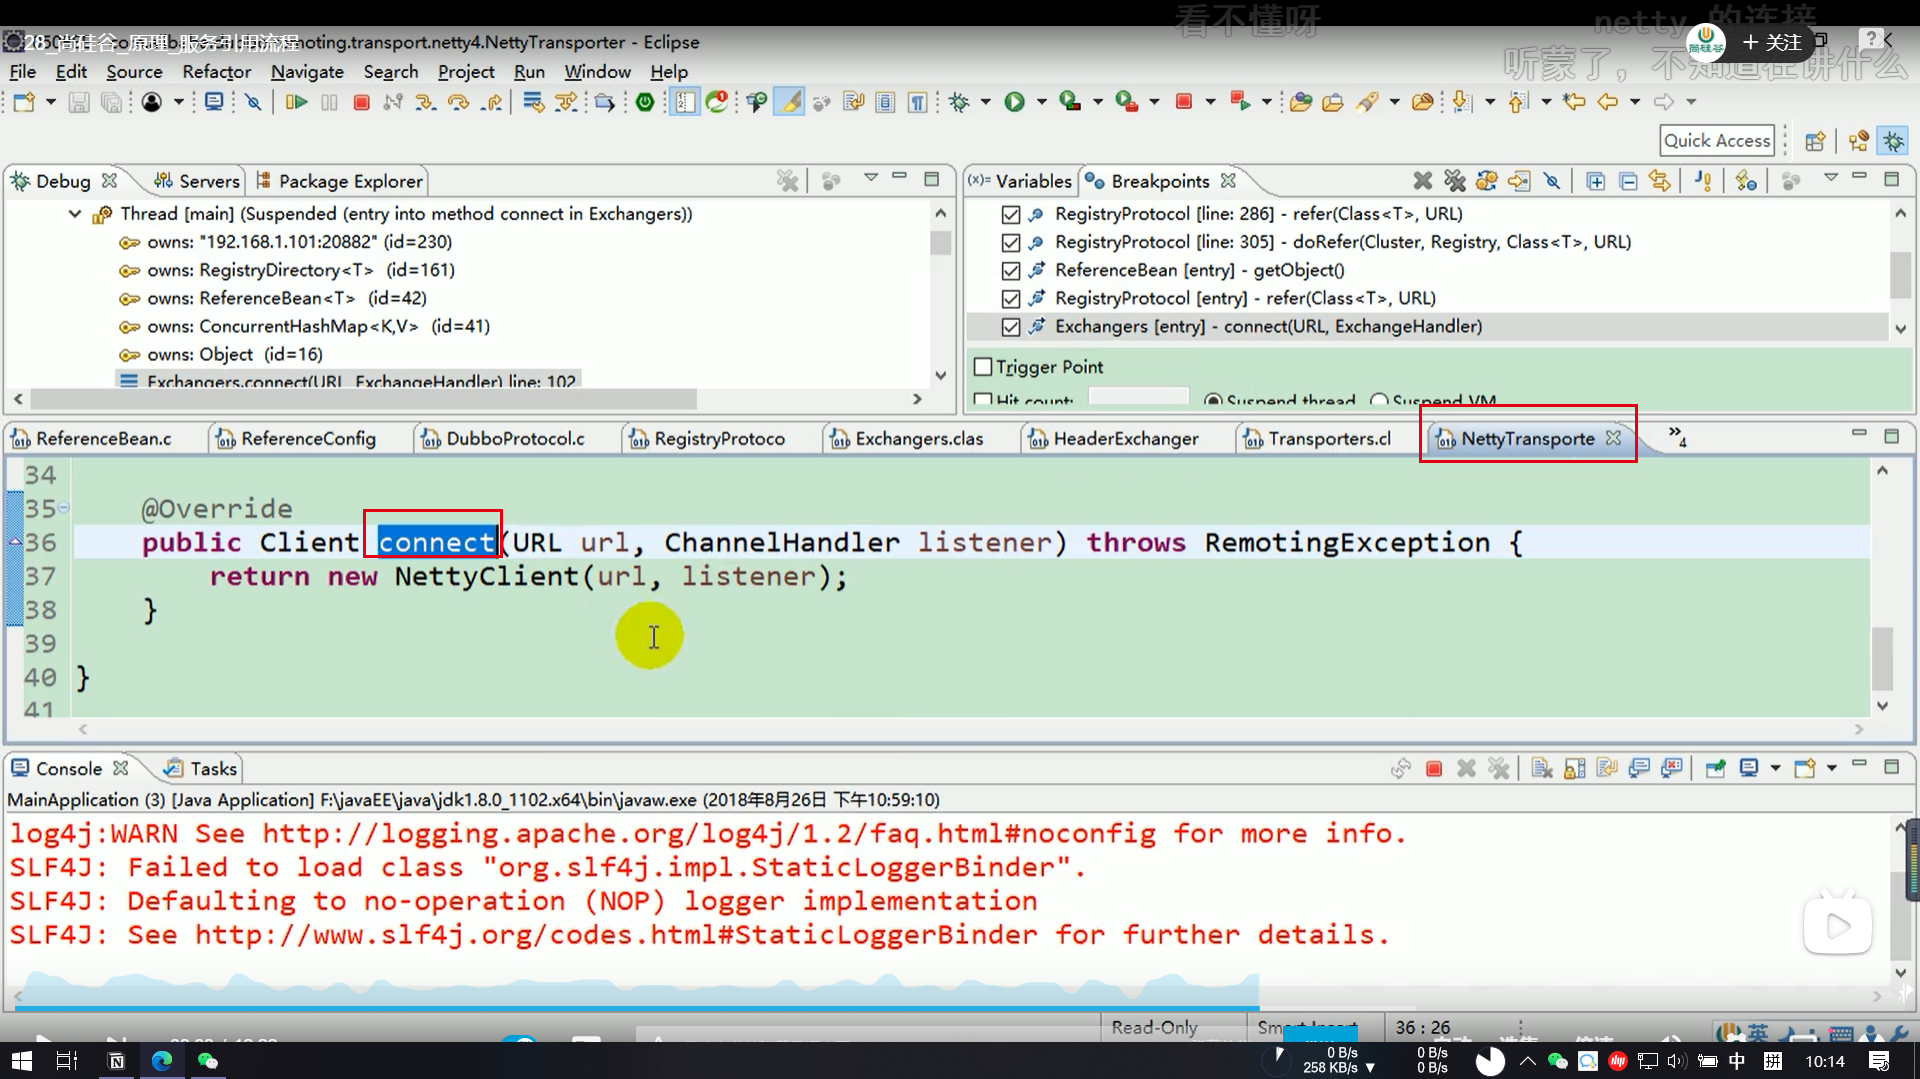 看不懂呀
netty 的连接
28_尚硅谷_原理_服务引用流程
moting.transport.netty4.NettyTransporter - Eclipse
尚硅谷
+ 关注
听蒙了，不知道在讲什么
File Edit Source Refactor Navigate Search Project Run Window Help
Quick Access
Debug Servers Package Explorer
Thread [main] (Suspended (entry into method connect in Exchangers))
owns: "192.168.1.101:20882" (id=230)
owns: RegistryDirectory<T> (id=161)
owns: ReferenceBean<T> (id=42)
owns: ConcurrentHashMap<K,V> (id=41)
owns: Object (id=16)
Exchangers.connect(URL, ExchangeHandler) line: 102
(x)= Variables Breakpoints
RegistryProtocol [line: 286] - refer(Class<T>, URL)
RegistryProtocol [line: 305] - doRefer(Cluster, Registry, Class<T>, URL)
ReferenceBean [entry] - getObject()
RegistryProtocol [entry] - refer(Class<T>, URL)
Exchangers [entry] - connect(URL, ExchangeHandler)
Trigger Point
Hit count: Suspend thread Suspend VM
ReferenceBean.c ReferenceConfig DubboProtocol.c RegistryProtoco Exchangers.clas HeaderExchanger Transporters.cl NettyTransporte »4
34
35 @Override
36 public Client connect(URL url, ChannelHandler listener) throws RemotingException {
37 return new NettyClient(url, listener);
38 }
39
40 }
41
Console Tasks
MainApplication (3) [Java Application] F:\javaEE\java\jdk1.8.0_1102.x64\bin\javaw.exe (2018年8月26日 下午10:59:10)
log4j:WARN See http://logging.apache.org/log4j/1.2/faq.html#noconfig for more info.
SLF4J: Failed to load class "org.slf4j.impl.StaticLoggerBinder".
SLF4J: Defaulting to no-operation (NOP) logger implementation
SLF4J: See http://www.slf4j.org/codes.html#StaticLoggerBinder for further details.
Read-Only Smart Insert 36 : 26
英
0 B/s 0 B/s
258 KB/s 0 B/s
中 拼 10:14